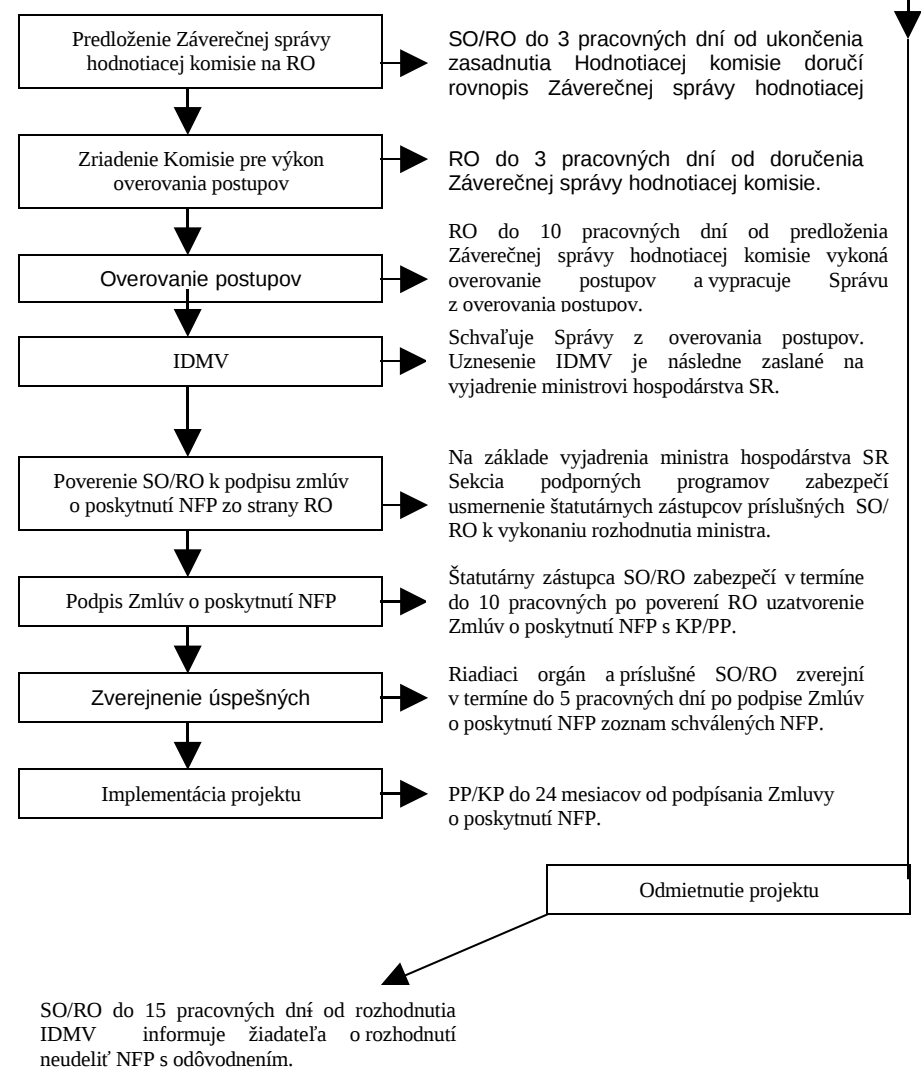 Predloženie Záverečnej správy
hodnotiacej komisie na RO
SO/RO do 3 pracovných dní od ukončenia
zasadnutia Hodnotiacej komisie doručí
rovnopis Záverečnej správy hodnotiacej
Zriadenie Komisie pre výkon
overovania postupov
RO do 3 pracovných dní od doručenia
Záverečnej správy hodnotiacej komisie.
Overovanie postupov
RO do 10 pracovných dní od predloženia
Záverečnej správy hodnotiacej komisie vykoná
overovanie postupov a vypracuje Správu
z overovania postupov.
IDMV
Schvaľuje Správy z overovania postupov.
Uznesenie IDMV je následne zaslané na
vyjadrenie ministrovi hospodárstva SR.
Poverenie SO/RO k podpisu zmlúv
o poskytnutí NFP zo strany RO
Na základe vyjadrenia ministra hospodárstva SR
Sekcia podporných programov zabezpečí
usmernenie štatutárnych zástupcov príslušných SO/
RO k vykonaniu rozhodnutia ministra.
Podpis Zmlúv o poskytnutí NFP
Štatutárny zástupca SO/RO zabezpečí v termíne
do 10 pracovných po poverení RO uzatvorenie
Zmlúv o poskytnutí NFP s KP/PP.
Zverejnenie úspešných
Riadiaci orgán a príslušné SO/RO zverejní
v termíne do 5 pracovných dní po podpise Zmlúv
o poskytnutí NFP zoznam schválených NFP.
Implementácia projektu
PP/KP do 24 mesiacov od podpísania Zmluvy
o poskytnutí NFP.
Odmietnutie projektu
SO/RO do 15 pracovných dní od rozhodnutia
IDMV informuje žiadateľa o rozhodnutí
neudeliť NFP s odôvodnením.